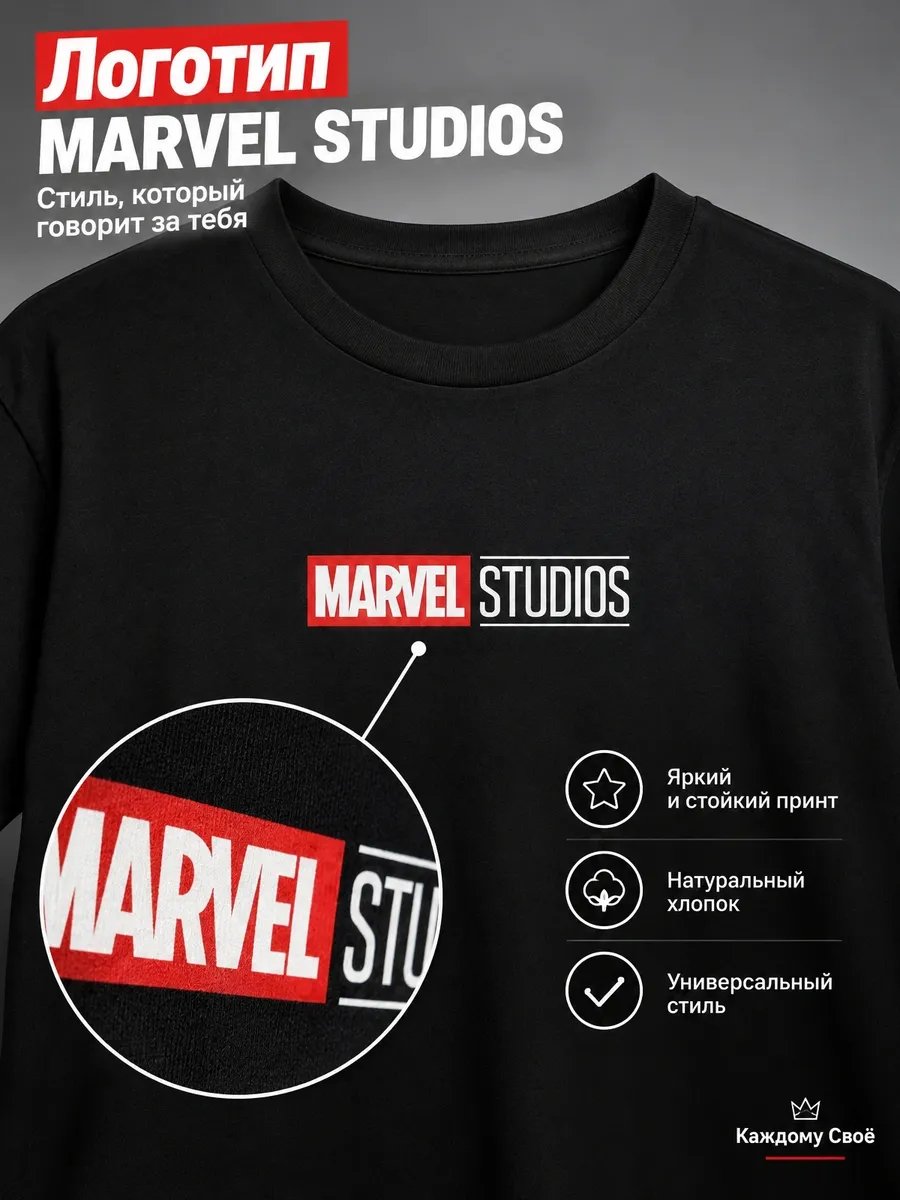 Логотип
MARVEL STUDIOS
Стиль, который
говорит за тебя
MARVEL STUDIOS
MARVEL STU
Яркий
и стойкий принт
Натуральный
хлопок
Универсальный
стиль
Каждому Своё